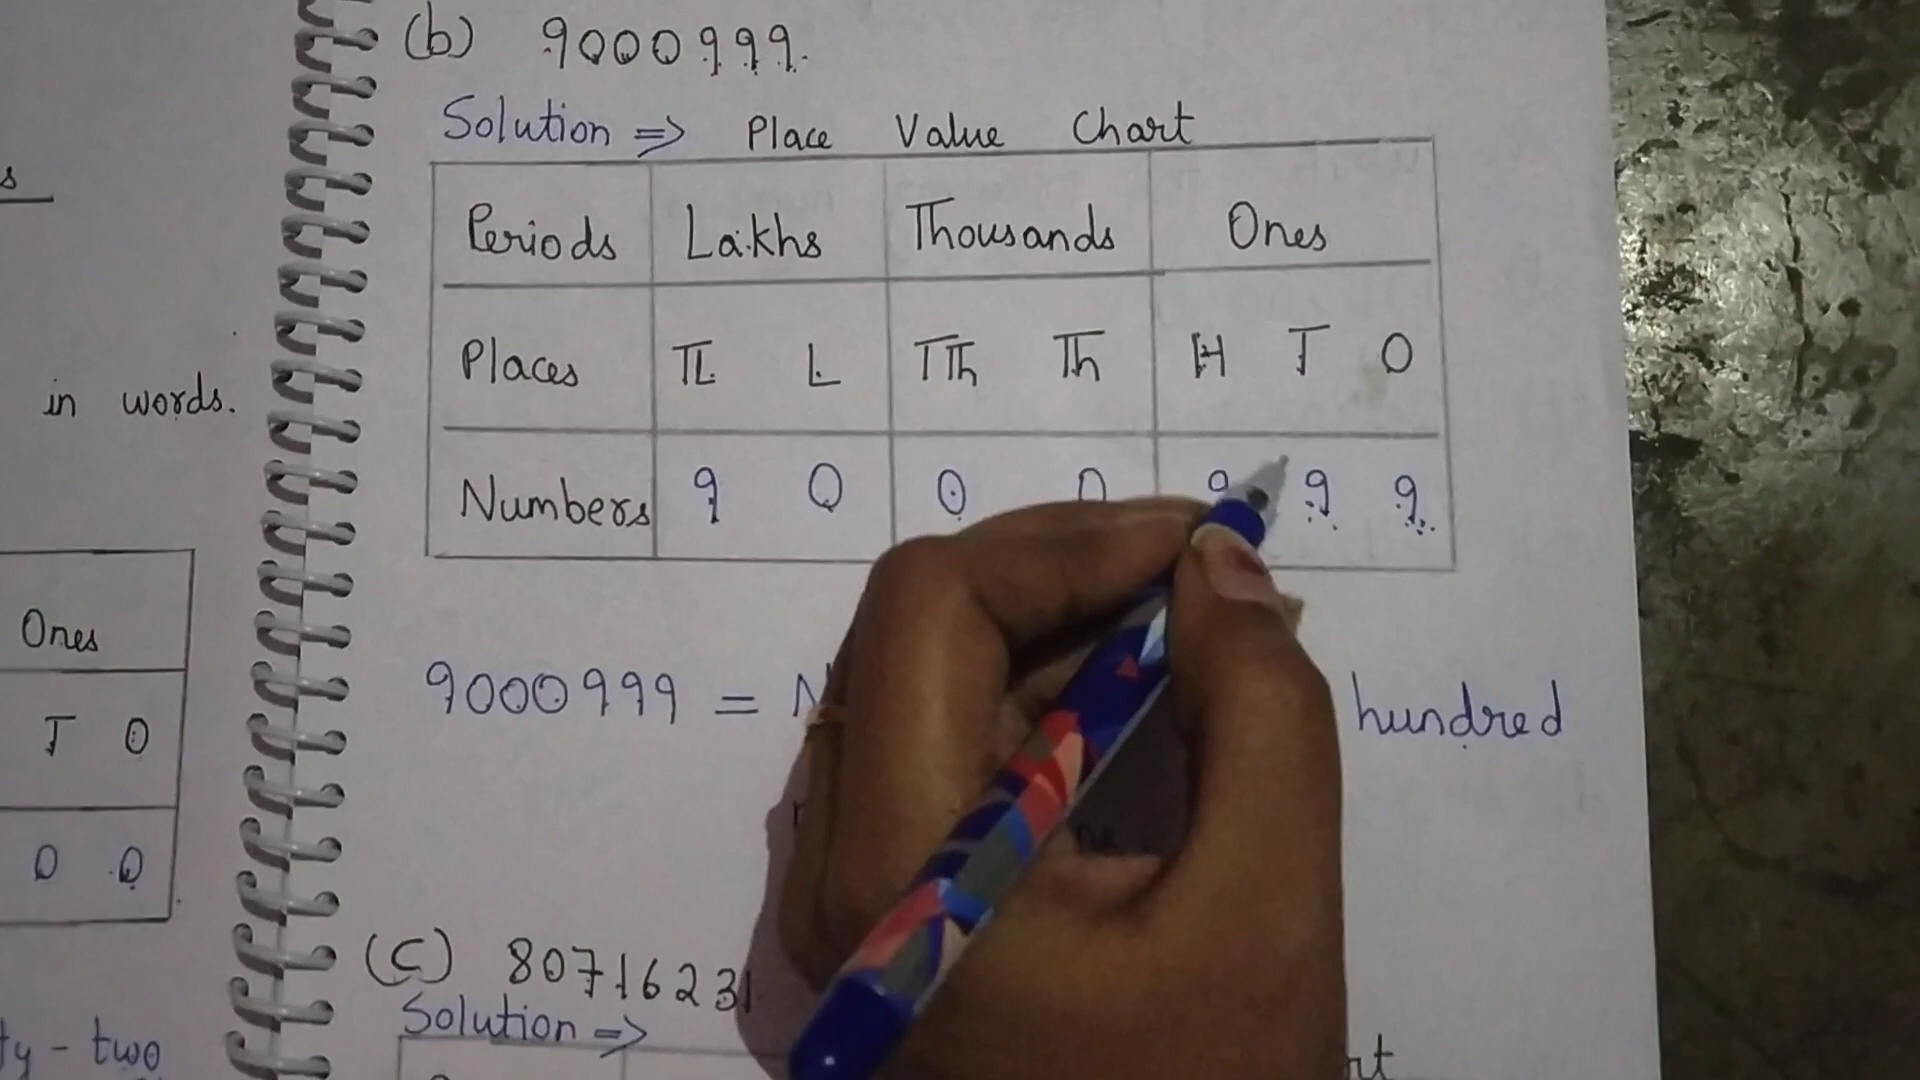 s
in words.
Ones
T O
0 0
ty - two
(b) 9000999.
Solution ⇒ Place Value Chart
Periods Lakhs Thousands Ones
Places TL L TTh Th H T O
Numbers 9 0 0 0 9 9 9
9000999 = hundred
(c) 80716231
Solution ⇒